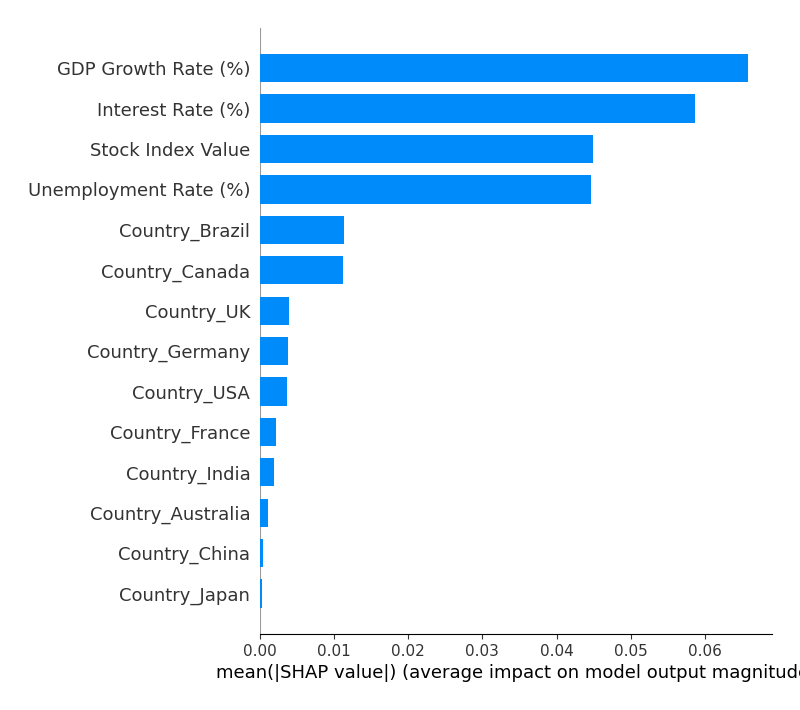 GDP Growth Rate (%)
Interest Rate (%)
Stock Index Value
Unemployment Rate (%)
Country_Brazil
Country_Canada
Country_UK
Country_Germany
Country_USA
Country_France
Country_India
Country_Australia
Country_China
Country_Japan
0.00 0.01 0.02 0.03 0.04 0.05 0.06
mean(|SHAP value|) (average impact on model output magnitude